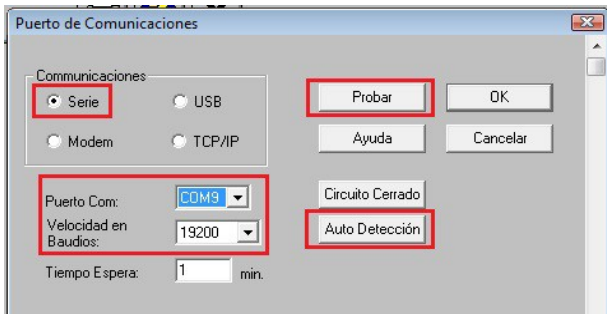 Puerto de Comunicaciones
Communicaciones
Serie
USB
Modem
TCP/IP
Probar
OK
Ayuda
Cancelar
Puerto Com:
COM9
Circuito Cerrado
Velocidad en
Baudios:
19200
Auto Detección
Tiempo Espera:
1
min.